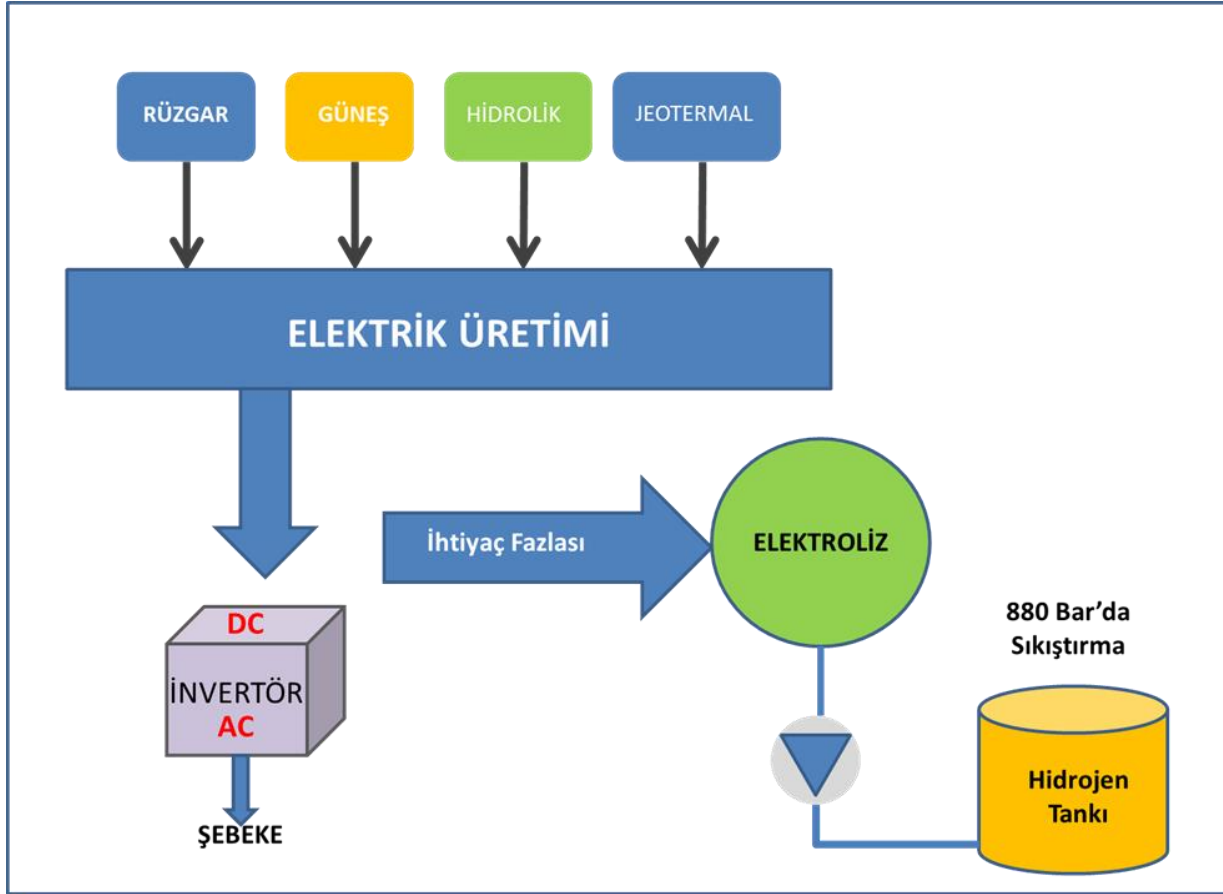 RÜZGAR
GÜNEŞ
HİDROLİK
JEOTERMAL
ELEKTRİK ÜRETİMİ
İhtiyaç Fazlası
ELEKTROLİZ
DC
İNVERTÖR
AC
ŞEBEKE
880 Bar’da
Sıkıştırma
Hidrojen
Tankı